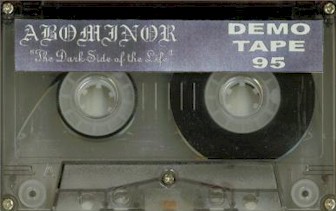 ABOMINOR
"The Dark Side of the Life"
DEMO
TAPE
95